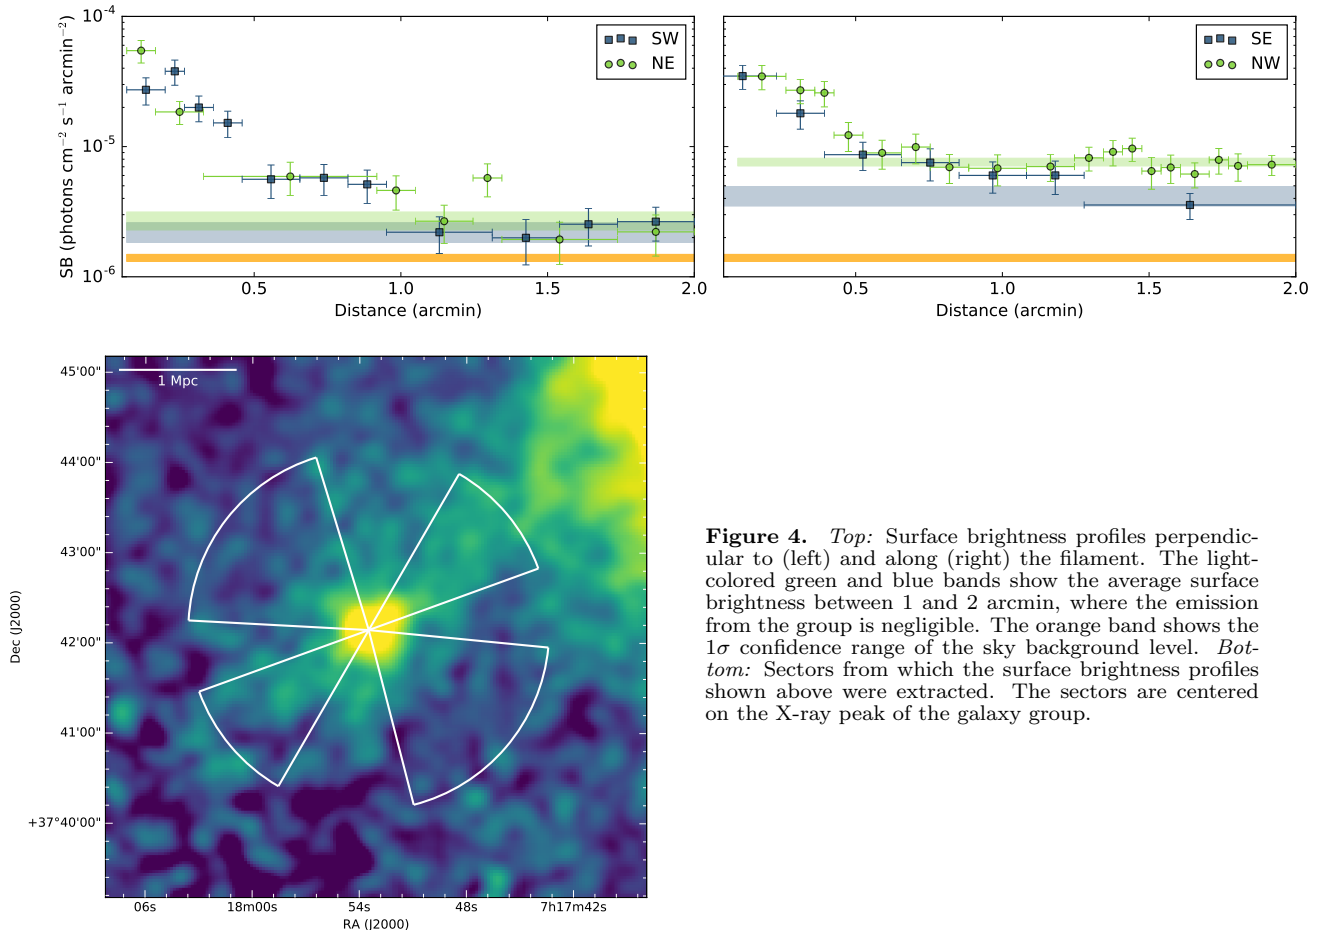 SB (photons cm−2 s−1 arcmin−2)
10−4
10−5
10−6
SW
NE
0.5 1.0 1.5 2.0
Distance (arcmin)
SE
NW
0.5 1.0 1.5 2.0
Distance (arcmin)
1 Mpc
Dec (J2000)
45'00"
44'00"
43'00"
42'00"
41'00"
+37°40'00"
06s 18m00s 54s 48s 7h17m42s
RA (J2000)
Figure 4. Top: Surface brightness profiles perpendic-
ular to (left) and along (right) the filament. The light-
colored green and blue bands show the average surface
brightness between 1 and 2 arcmin, where the emission
from the group is negligible. The orange band shows the
1σ confidence range of the sky background level. Bot-
tom: Sectors from which the surface brightness profiles
shown above were extracted. The sectors are centered
on the X-ray peak of the galaxy group.